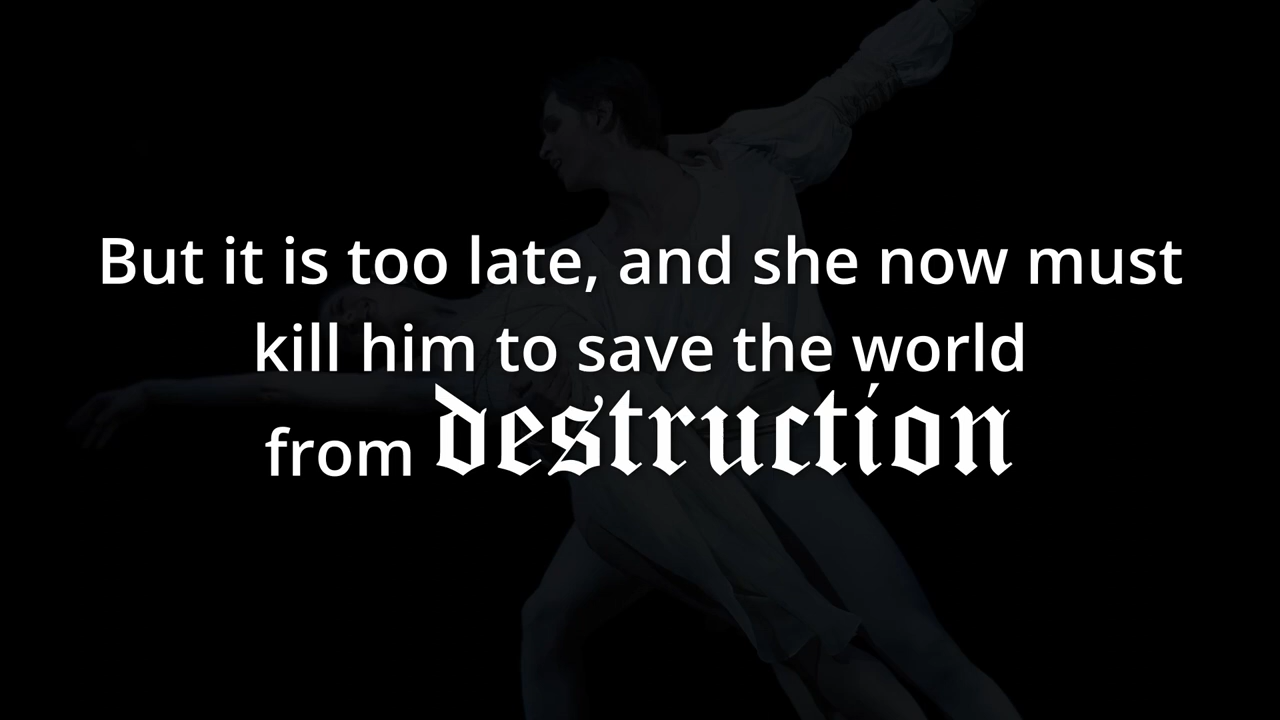 But it is too late, and she now must
kill him to save the world
from destruction